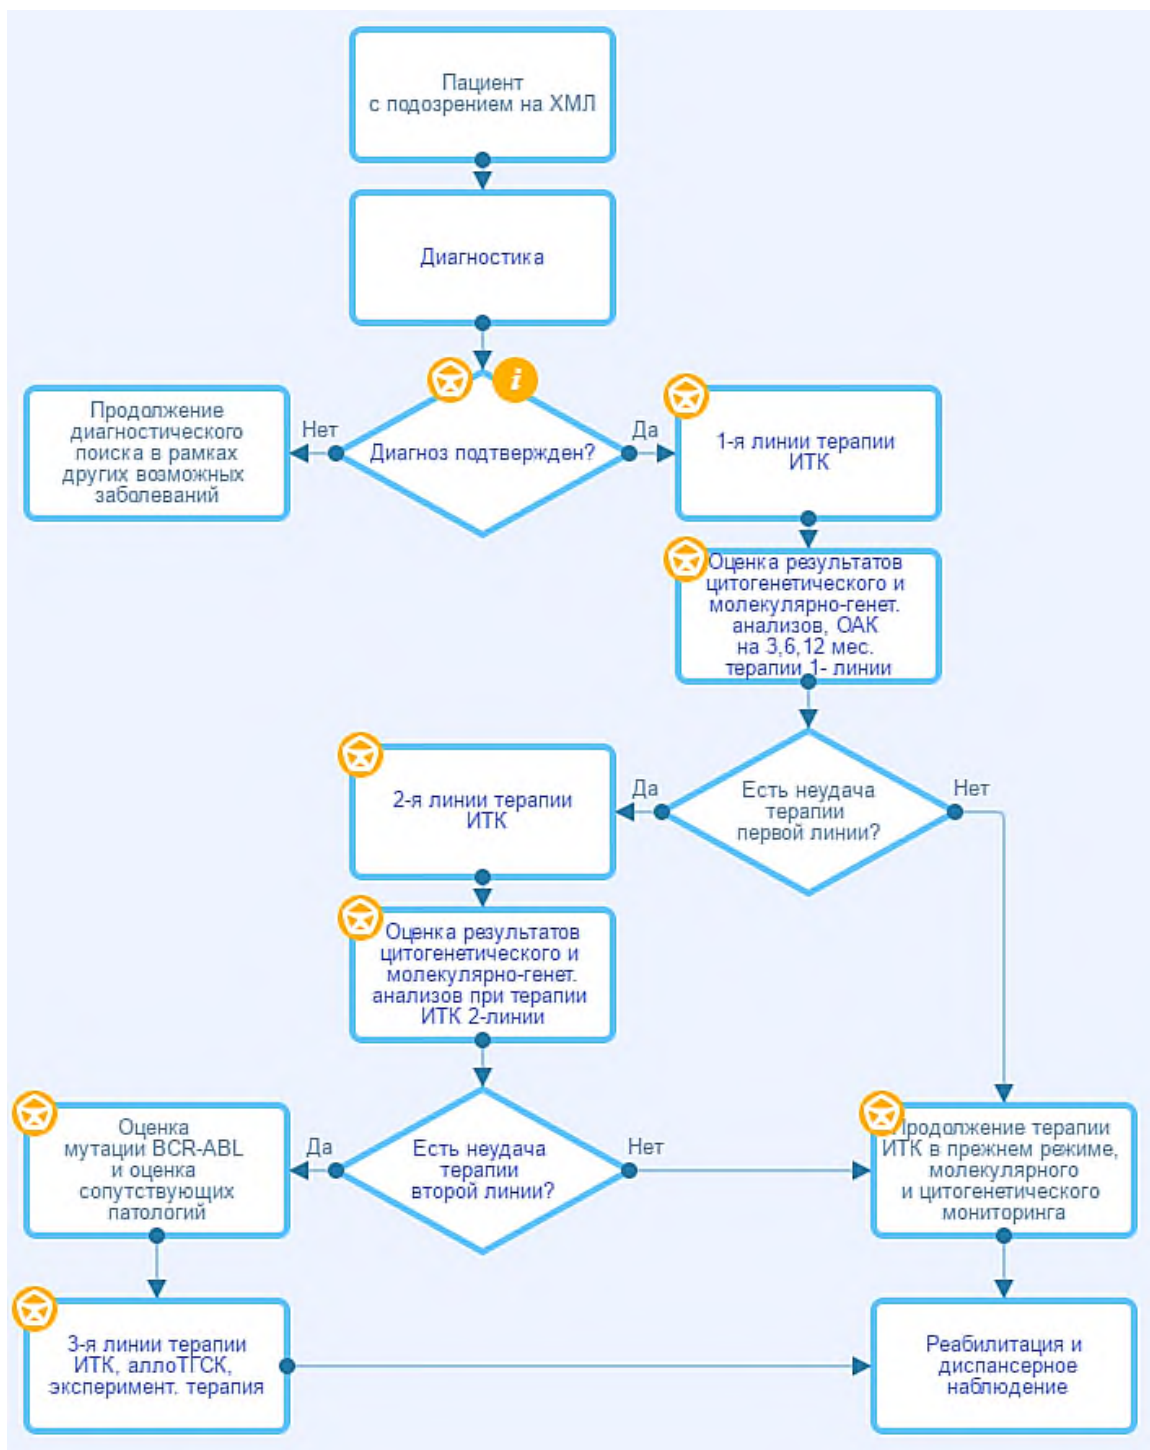 Пациент
с подозрением на ХМЛ
Диагностика
i
Диагноз подтвержден?
Нет
Да
Продолжение
диагностического
поиска в рамках
других возможных
заболеваний
1-я линии терапии
ИТК
Оценка результатов
цитогенетического и
молекулярно-генет.
анализов, ОАК
на 3,6,12 мес.
терапии 1- линии
Есть неудача
терапии
первой линии?
Да
Нет
2-я линии терапии
ИТК
Оценка результатов
цитогенетического и
молекулярно-генет.
анализов при терапии
ИТК 2-линии
Есть неудача
терапии
второй линии?
Да
Нет
Оценка
мутации BCR-ABL
и оценка
сопутствующих
патологий
Продолжение терапии
ИТК в прежнем режиме,
молекулярного
и цитогенетического
мониторинга
3-я линии терапии
ИТК, аллоТГСК,
эксперимент. терапия
Реабилитация и
диспансерное
наблюдение